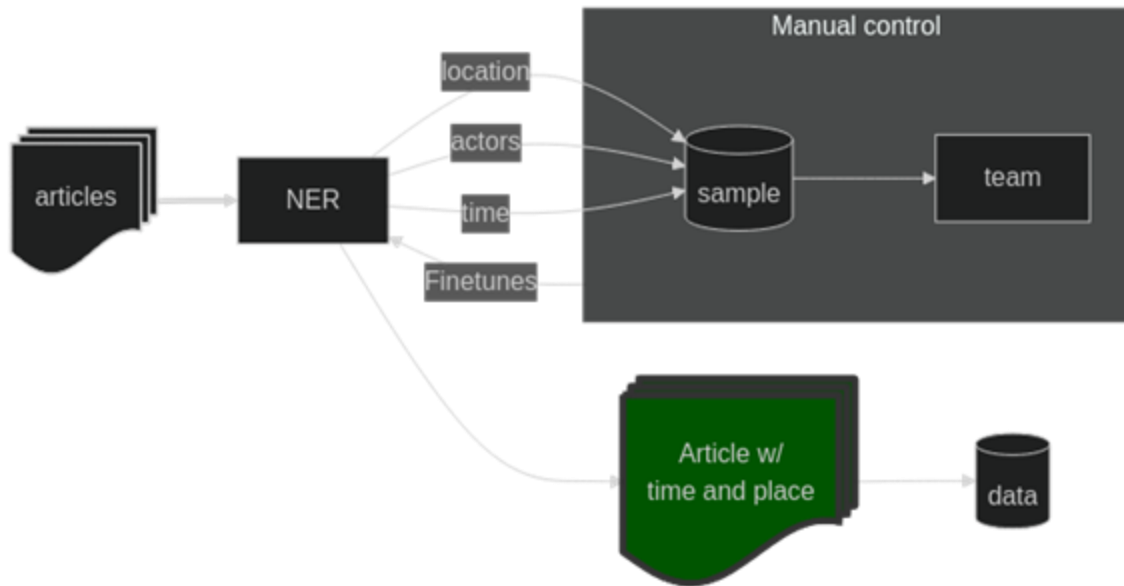 Manual control
location
articles
NER
actors
time
Finetunes
sample
team
Article w/
time and place
data